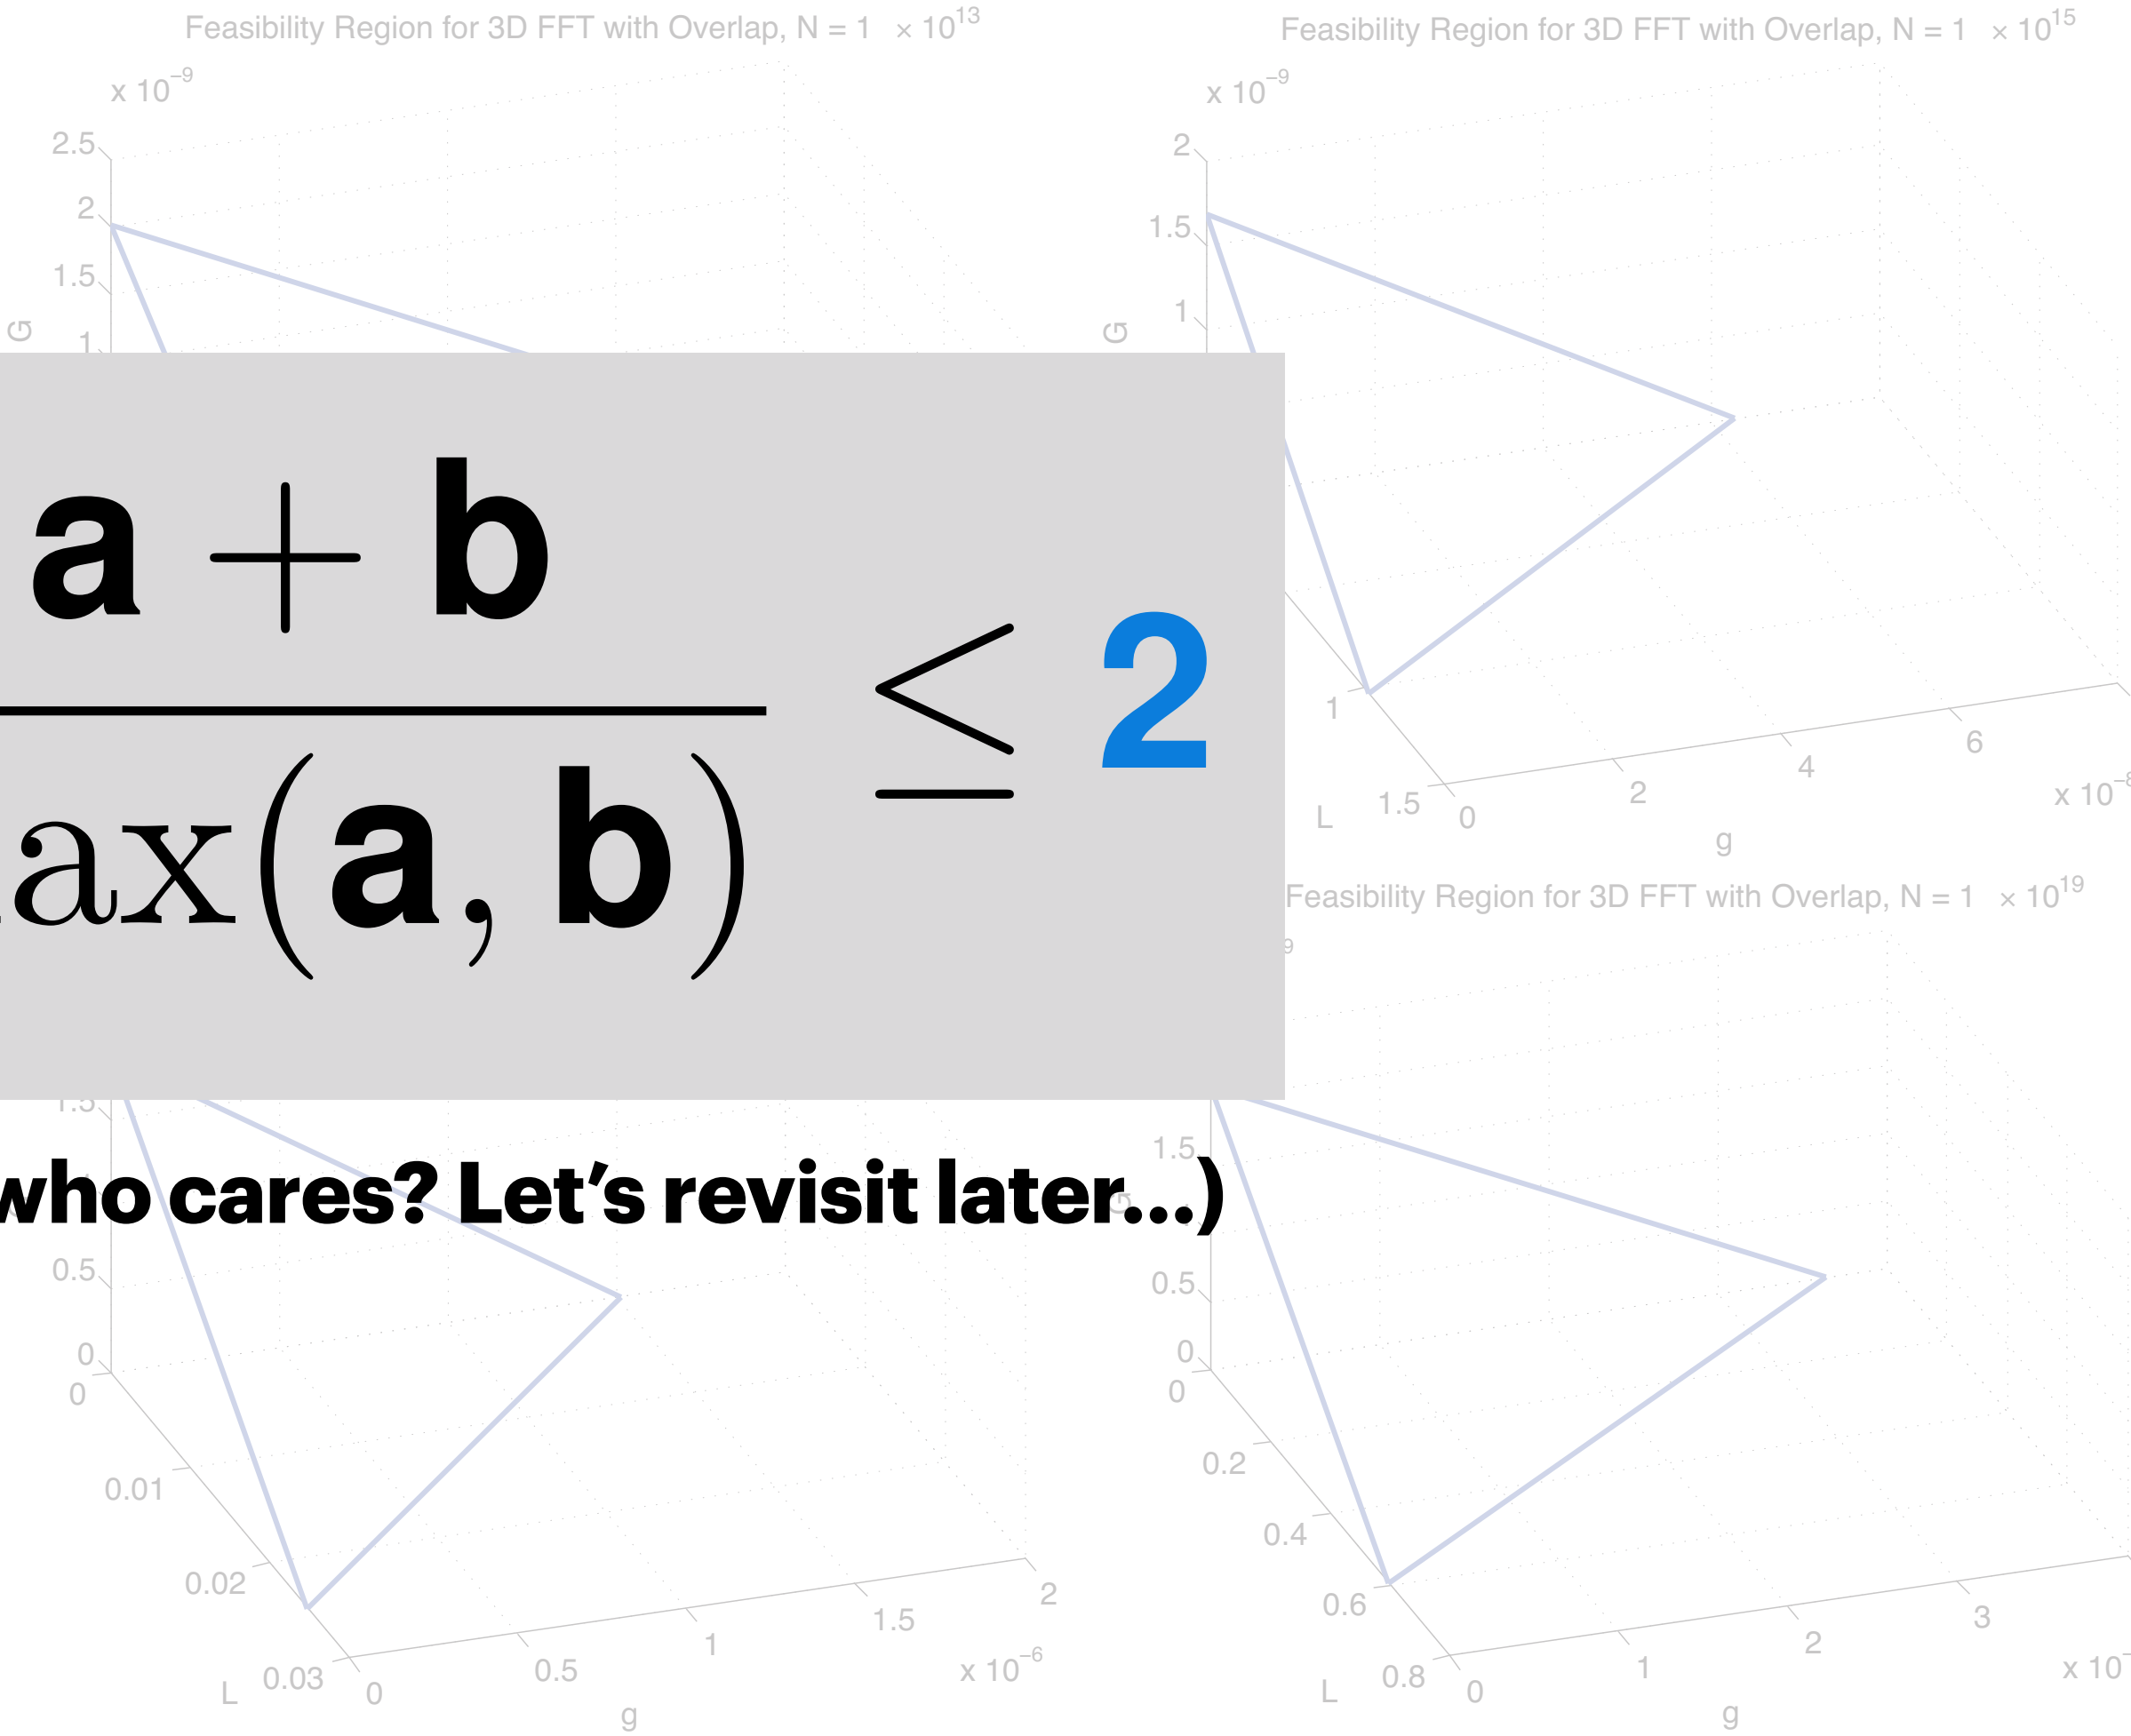 Feasibility Region for 3D FFT with Overlap, N = 1 × 10^13
x 10^−9
2.5
2
1.5
1
G
Feasibility Region for 3D FFT with Overlap, N = 1 × 10^15
x 10^−9
2
1.5
1
G
1
1.5
L
0
2
4
6
g
a + b
ax(a, b)
≤ 2
Feasibility Region for 3D FFT with Overlap, N = 1 × 10^19
9
1.5
who cares? Let's revisit later...)
0.5
0
0
0.01
0.02
0.03
L
0
0.5
1
1.5
2
x 10^−6
g
1.5
G
0.5
0
0
0.2
0.4
0.6
0.8
L
0
1
2
3
g